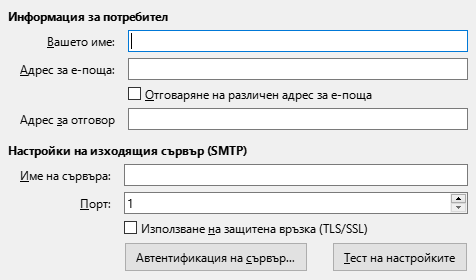 Информация за потребител
Вашето име:
Адрес за е-поща:
Отговаряне на различен адрес за е-поща
Адрес за отговор
Настройки на изходящия сървър (SMTP)
Име на сървъра:
Порт: 1
Използване на защитена връзка (TLS/SSL)
Автентификация на сървър... Тест на настройките